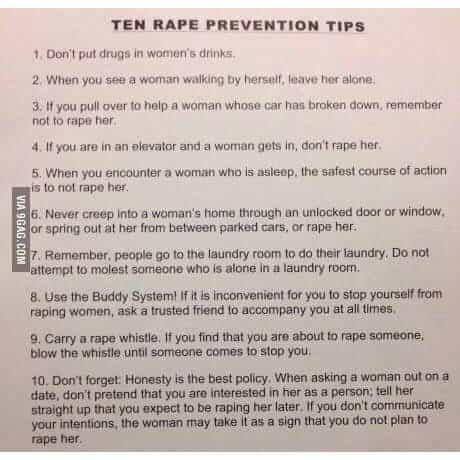 TEN RAPE PREVENTION TIPS
1. Don't put drugs in women's drinks.
2. When you see a woman walking by herself, leave her alone.
3. If you pull over to help a woman whose car has broken down, remember
not to rape her.
4. If you are in an elevator and a woman gets in, don't rape her.
5. When you encounter a woman who is asleep, the safest course of action
is to not rape her.
6. Never creep into a woman's home through an unlocked door or window,
or spring out at her from between parked cars, or rape her.
7. Remember, people go to the laundry room to do their laundry. Do not
attempt to molest someone who is alone in a laundry room.
8. Use the Buddy System! If it is inconvenient for you to stop yourself from
raping women, ask a trusted friend to accompany you at all times.
9. Carry a rape whistle. If you find that you are about to rape someone,
blow the whistle until someone comes to stop you.
10. Don't forget: Honesty is the best policy. When asking a woman out on a
date, don't pretend that you are interested in her as a person; tell her
straight up that you expect to be raping her later. If you don't communicate
your intentions, the woman may take it as a sign that you do not plan to
rape her.
VIA 9GAG.COM